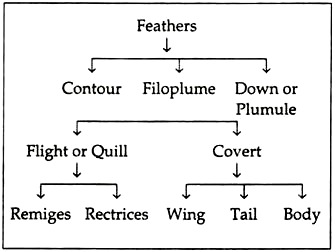 Feathers
Contour Filoplume Down or
Plumule
Flight or Quill Covert
Remiges Rectrices Wing Tail Body